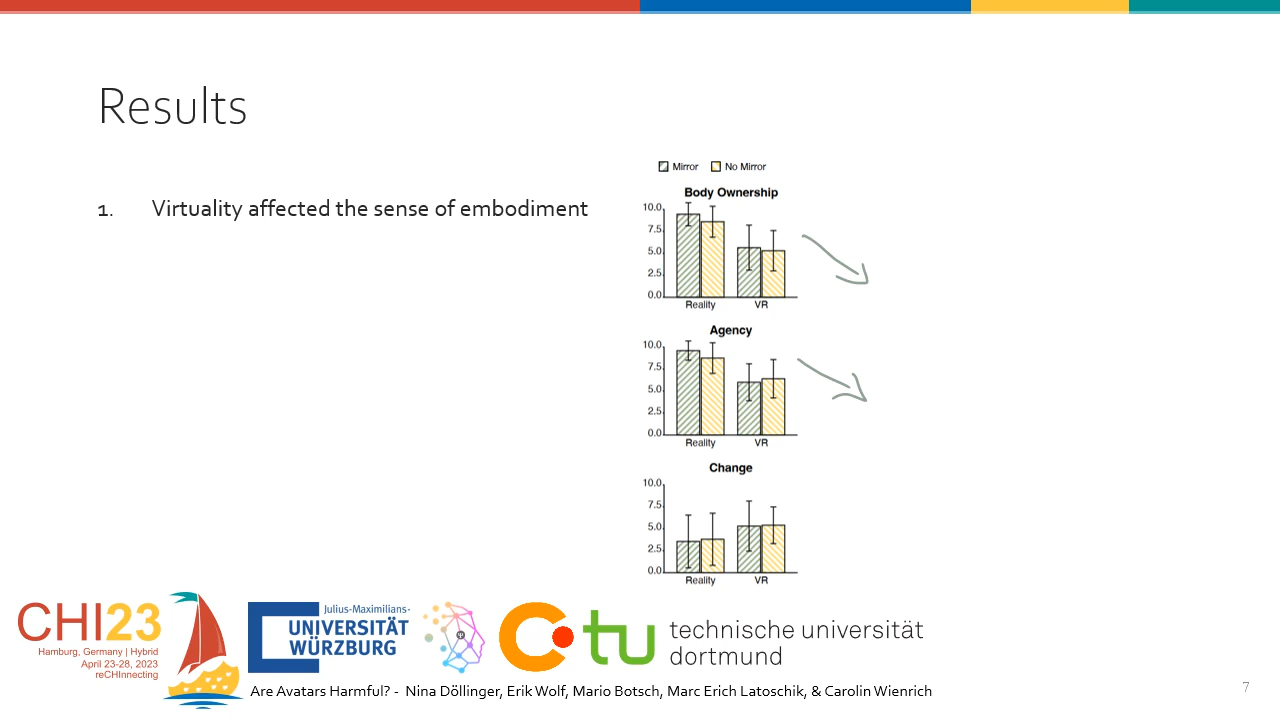 Results
1. Virtuality affected the sense of embodiment
Mirror No Mirror
Body Ownership
10.0
7.5
5.0
2.5
0.0
Reality VR
Agency
10.0
7.5
5.0
2.5
0.0
Reality VR
Change
10.0
7.5
5.0
2.5
0.0
Reality VR
CHI23
Hamburg, Germany | Hybrid
April 23-28, 2023
reCHInnecting
Julius-Maximilians-
UNIVERSITÄT
WÜRZBURG
tu
technische universität
dortmund
Are Avatars Harmful? - Nina Döllinger, Erik Wolf, Mario Botsch, Marc Erich Latoschik, & Carolin Wienrich
7